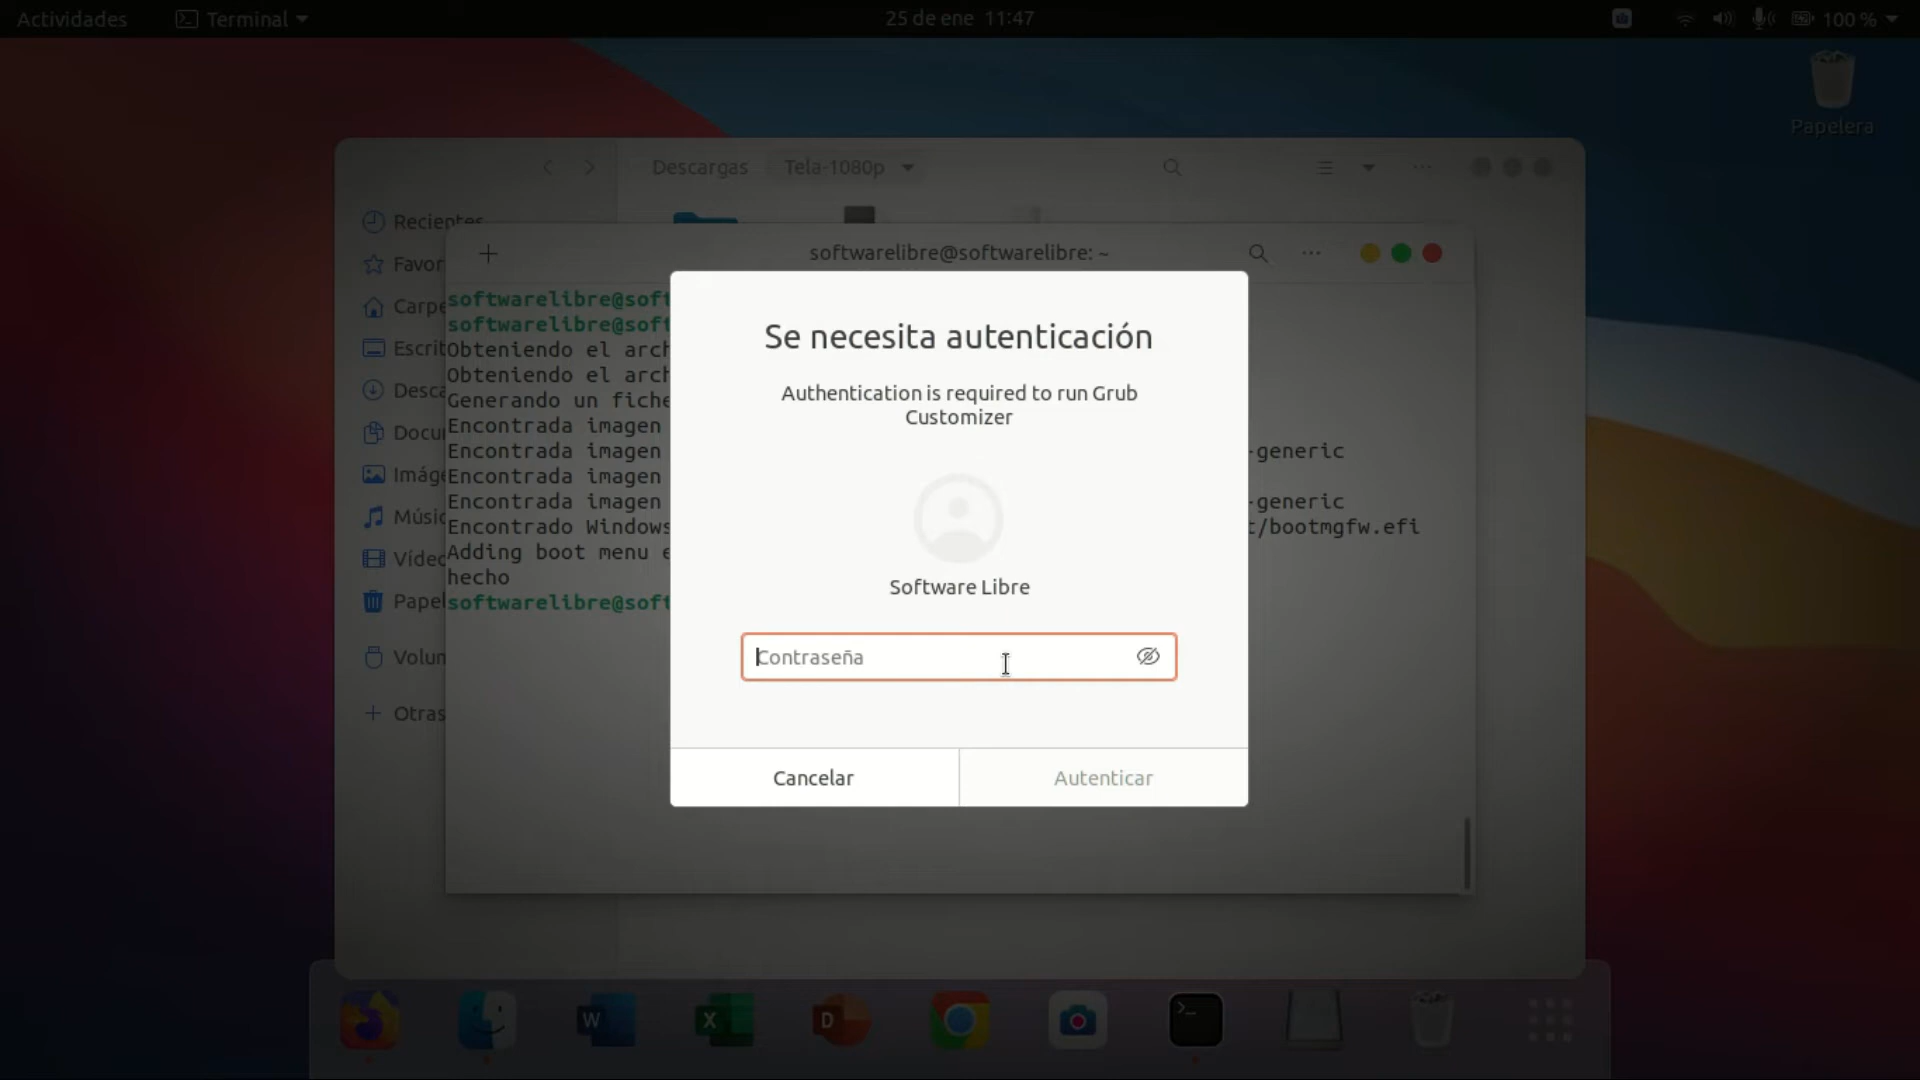 Actividades
Terminal
25 de ene 11:47
100 %
Papelera
Descargas
Tela-1080p
Recientes
softwarelibre@softwarelibre: ~
Favor
Carpe
Escrit
Desca
Docu
Imáge
Músic
Vídeo
Papel
Volun
Otras
softwarelibre@soft
softwarelibre@soft
Obteniendo el arch
Obteniendo el arch
Generando un fiche
Encontrada imagen
Encontrada imagen -generic
Encontrada imagen
Encontrada imagen -generic
Encontrado Windows t/bootmgfw.efi
Adding boot menu e
hecho
softwarelibre@soft
Se necesita autenticación
Authentication is required to run Grub
Customizer
Software Libre
Contraseña
Cancelar
Autenticar
W
X
D